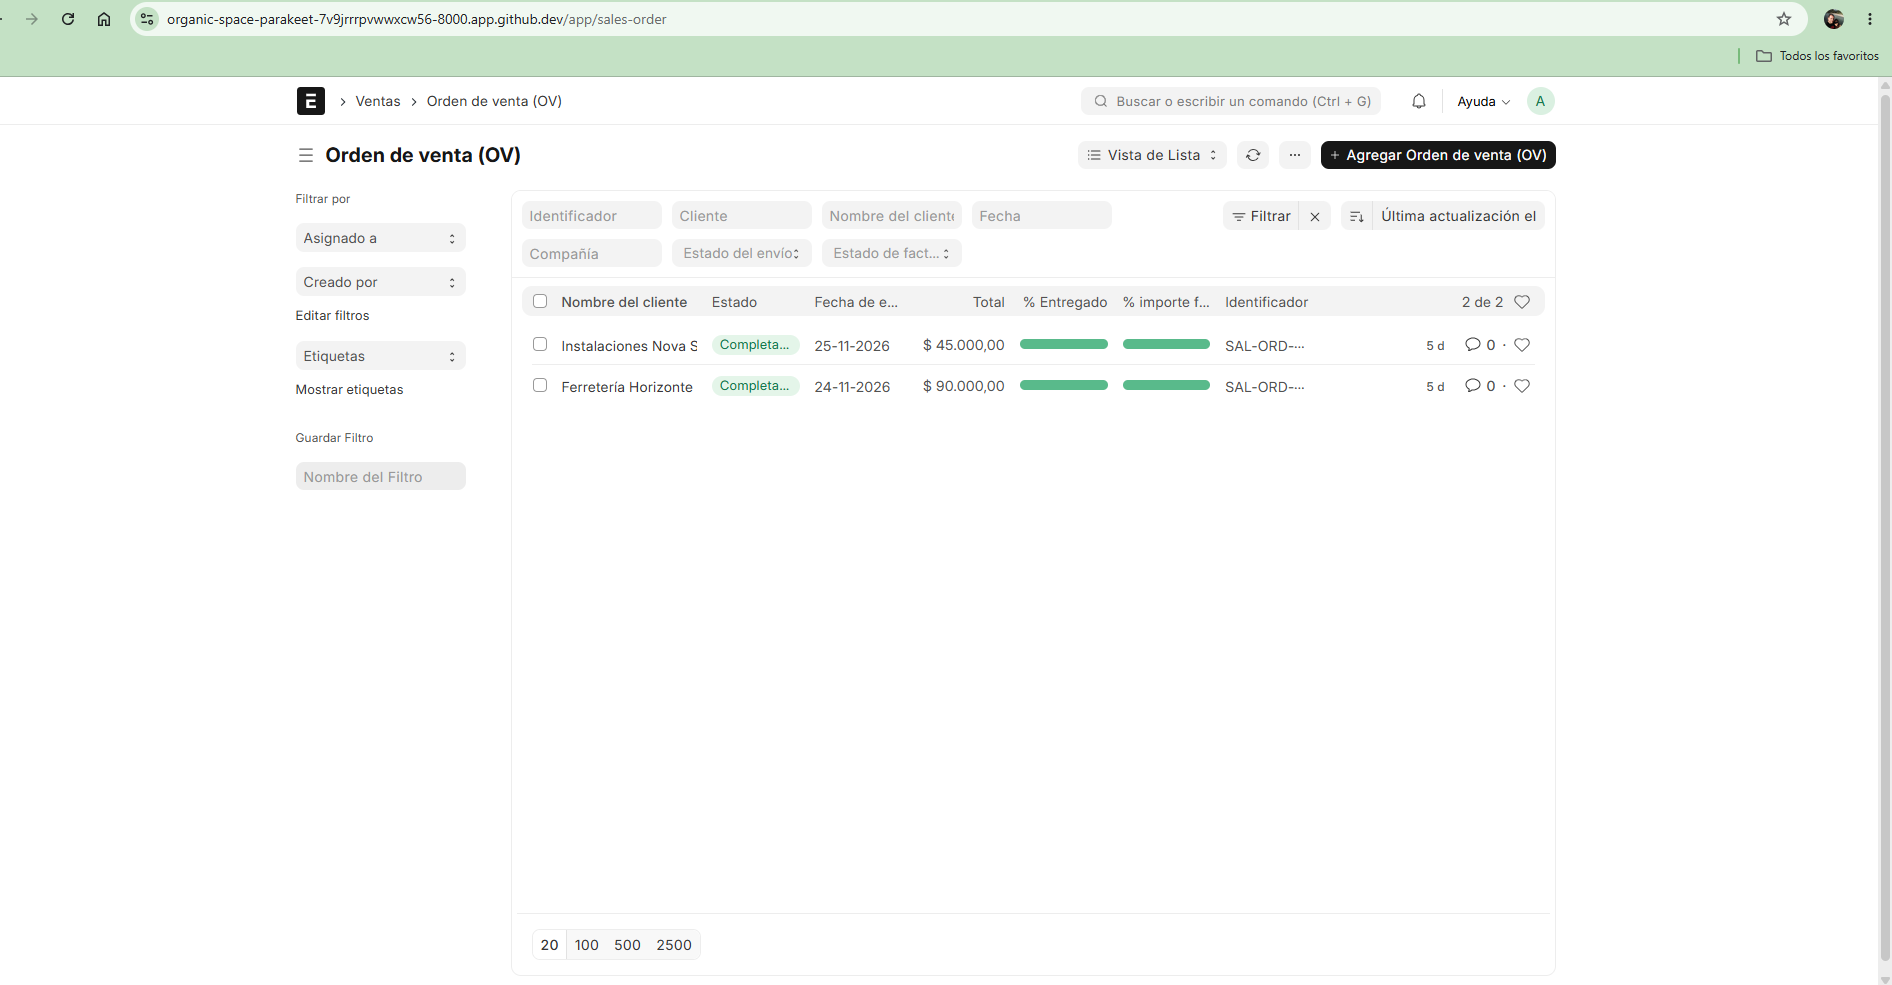 organic-space-parakeet-7v9jrrrpvwwxcw56-8000.app.github.dev/app/sales-order
Todos los favoritos
E Ventas Orden de venta (OV)
Buscar o escribir un comando (Ctrl + G)
Ayuda
A
Orden de venta (OV)
Vista de Lista
...
+ Agregar Orden de venta (OV)
Filtrar por
Asignado a
Creado por
Editar filtros
Etiquetas
Mostrar etiquetas
Guardar Filtro
Nombre del Filtro
Identificador
Cliente
Nombre del cliente
Fecha
Filtrar
Última actualización el
Compañía
Estado del envío
Estado de fact...
Nombre del cliente Estado Fecha de e... Total % Entregado % importe f... Identificador 2 de 2
Instalaciones Nova S Completa... 25-11-2026 $ 45.000,00 SAL-ORD-... 5 d 0 ·
Ferretería Horizonte Completa... 24-11-2026 $ 90.000,00 SAL-ORD-... 5 d 0 ·
20 100 500 2500